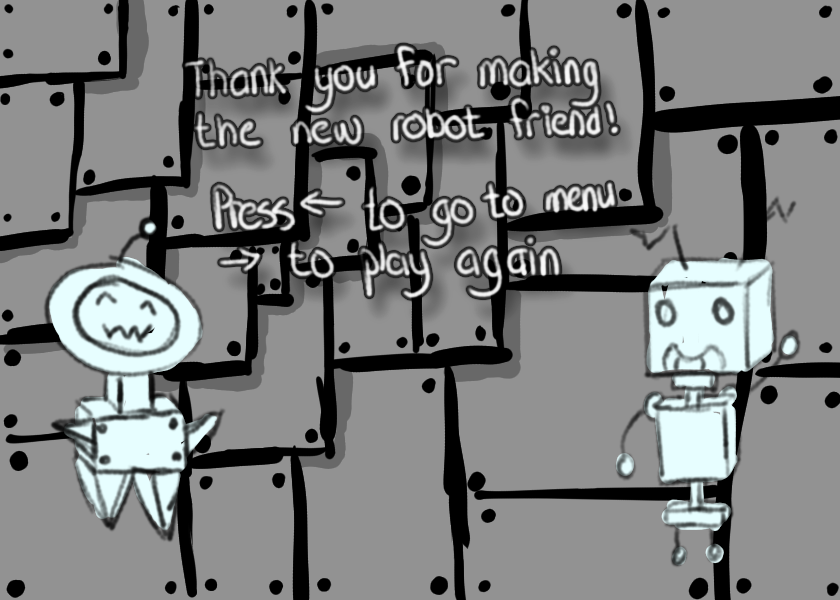 Thank you for making
the new robot friend!
Press ← to go to menu
→ to play again